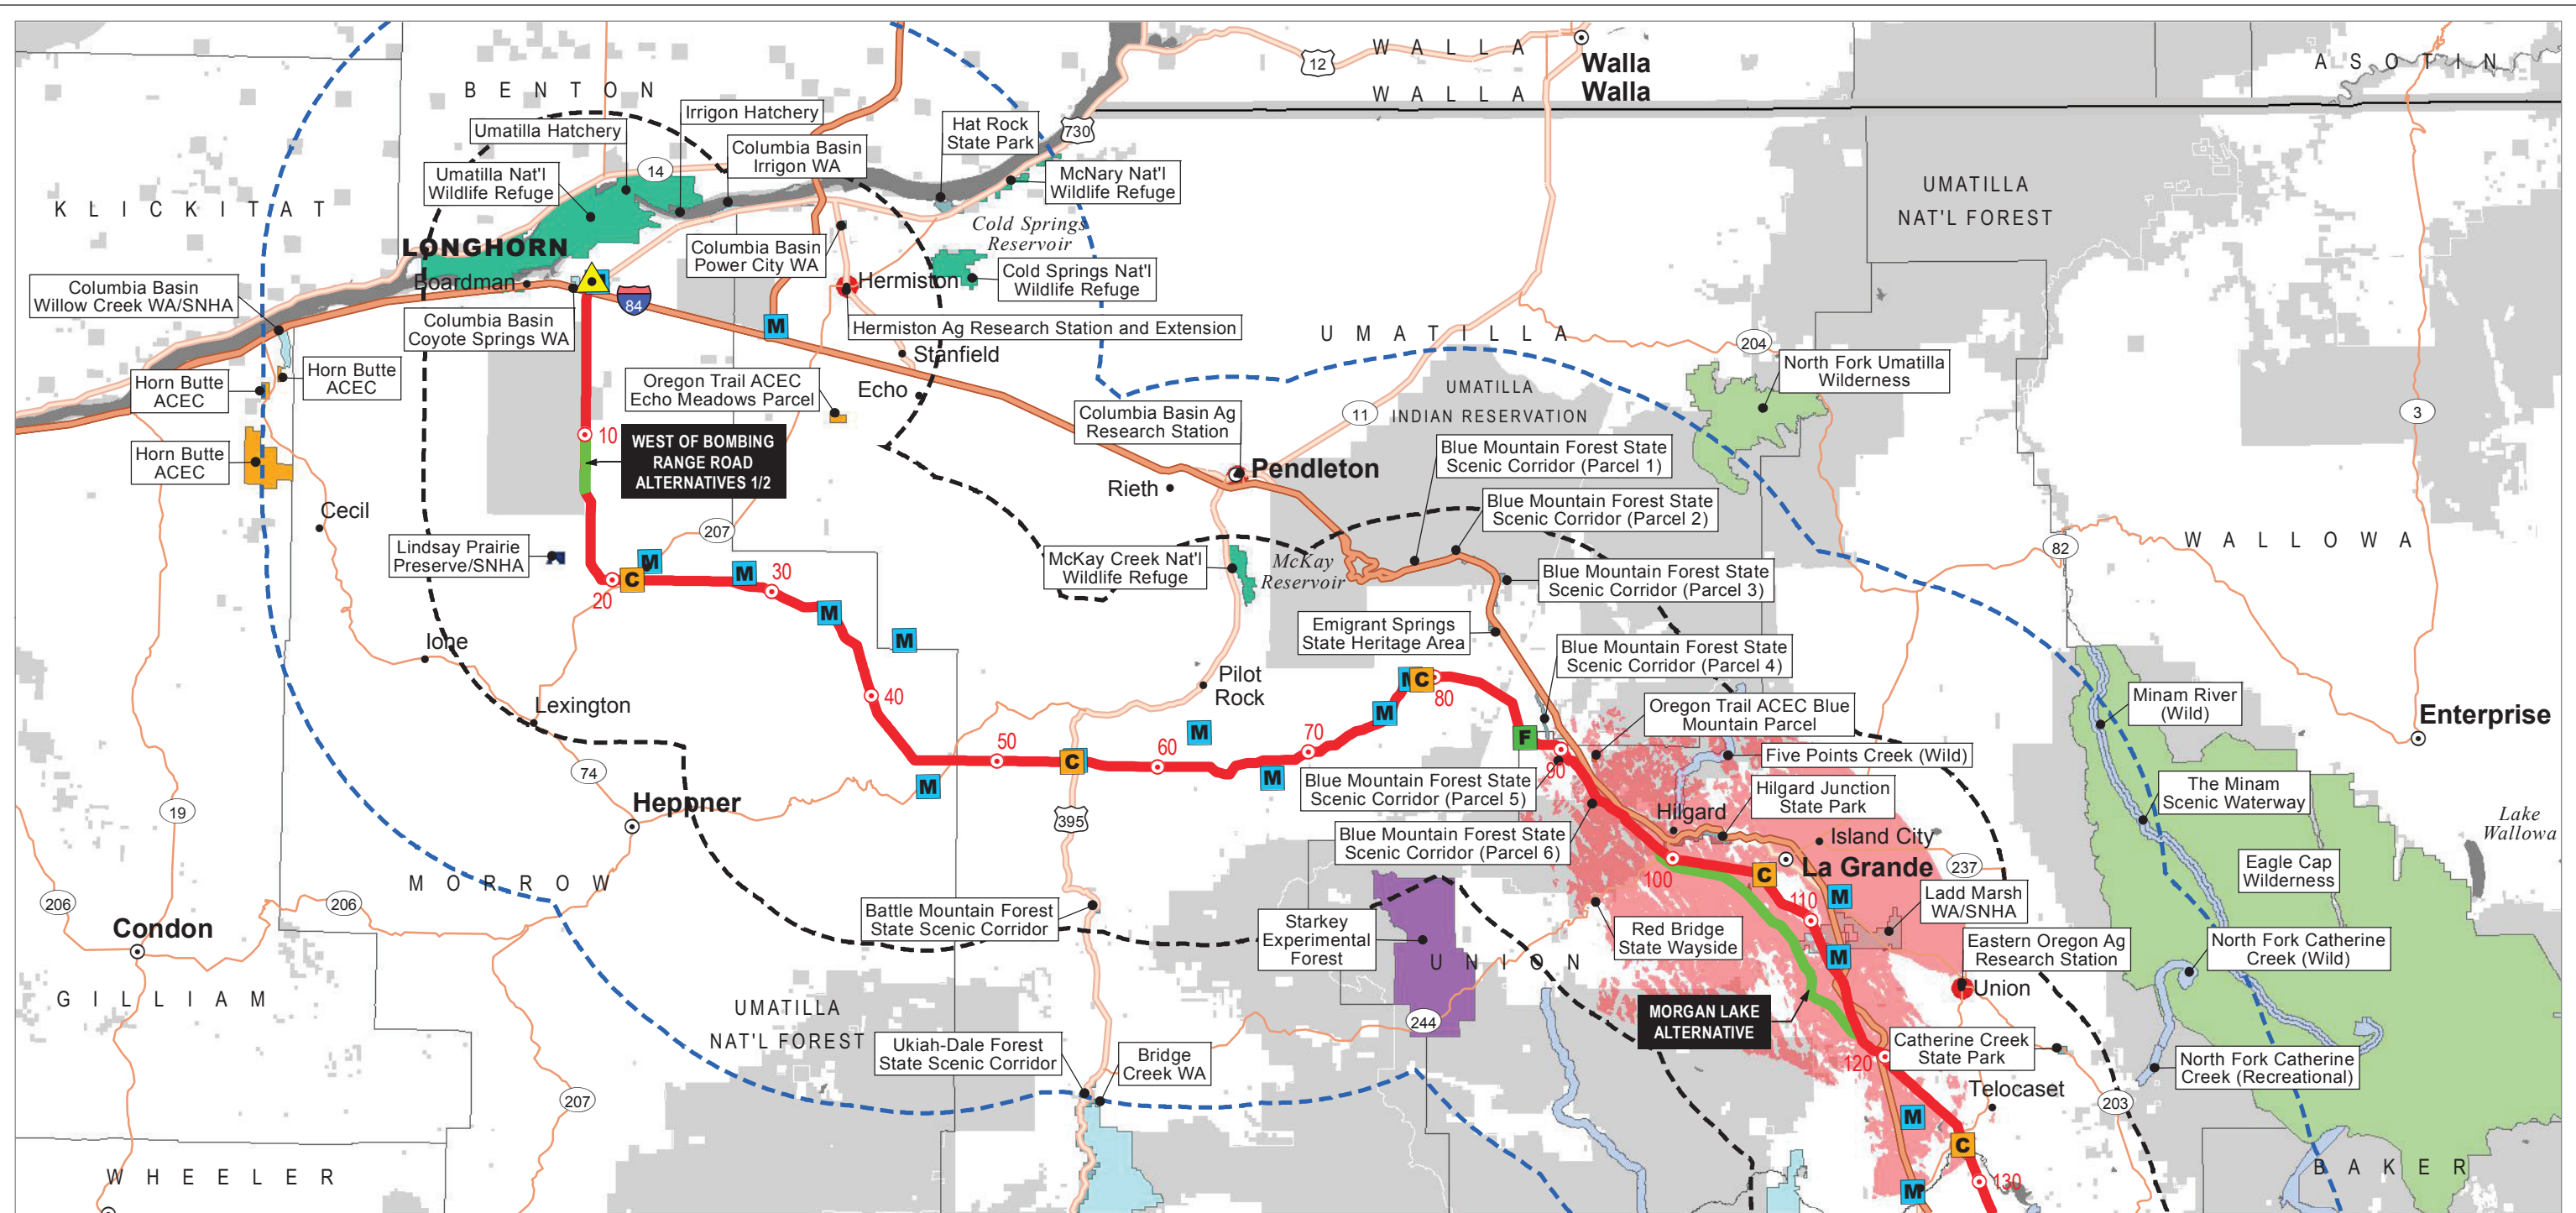 WALLA
WALLA
12
Walla
Walla
ASOTIN
BENTON
Irrigon Hatchery
Umatilla Hatchery
Hat Rock
State Park
730
Columbia Basin
Irrigon WA
14
Umatilla Nat'l
Wildlife Refuge
McNary Nat'l
Wildlife Refuge
UMATILLA
NAT'L FOREST
KLICKITAT
Cold Springs
Reservoir
LONGHORN
Columbia Basin
Power City WA
Boardman
Hermiston
Cold Springs Nat'l
Wildlife Refuge
Columbia Basin
Willow Creek WA/SNHA
84
Columbia Basin
Coyote Springs WA
M
Hermiston Ag Research Station and Extension
UMATILLA
204
Stanfield
North Fork Umatilla
Wilderness
Horn Butte
ACEC
Horn Butte
ACEC
Oregon Trail ACEC
Echo Meadows Parcel
Echo
UMATILLA
INDIAN RESERVATION
11
3
Columbia Basin Ag
Research Station
10
WEST OF BOMBING
RANGE ROAD
ALTERNATIVES 1/2
Horn Butte
ACEC
Blue Mountain Forest State
Scenic Corridor (Parcel 1)
Pendleton
Rieth
Cecil
Blue Mountain Forest State
Scenic Corridor (Parcel 2)
207
82
WALLOWA
Lindsay Prairie
Preserve/SNHA
McKay Creek Nat'l
Wildlife Refuge
McKay
Reservoir
Blue Mountain Forest State
Scenic Corridor (Parcel 3)
M
C
20
M
30
M
M
Ione
Emigrant Springs
State Heritage Area
Blue Mountain Forest State
Scenic Corridor (Parcel 4)
40
Pilot
Rock
M
C
80
M
Lexington
Minam River
(Wild)
Oregon Trail ACEC Blue
Mountain Parcel
Enterprise
50
60
M
70
F
C
M
M
90
Five Points Creek (Wild)
74
Blue Mountain Forest State
Scenic Corridor (Parcel 5)
Hilgard Junction
State Park
The Minam
Scenic Waterway
19
Heppner
395
Hilgard
Lake
Wallowa
Blue Mountain Forest State
Scenic Corridor (Parcel 6)
Island City
La Grande
237
Eagle Cap
Wilderness
100
C
M
110
MORROW
206
206
Battle Mountain Forest
State Scenic Corridor
Starkey
Experimental
Forest
Red Bridge
State Wayside
Ladd Marsh
WA/SNHA
Condon
UNION
M
Eastern Oregon Ag
Research Station
North Fork Catherine
Creek (Wild)
Union
GILLIAM
UMATILLA
NAT'L FOREST
MORGAN LAKE
ALTERNATIVE
244
Ukiah-Dale Forest
State Scenic Corridor
Bridge
Creek WA
120
Catherine Creek
State Park
North Fork Catherine
Creek (Recreational)
Telocaset
207
203
M
C
WHEELER
BAKER
M
130